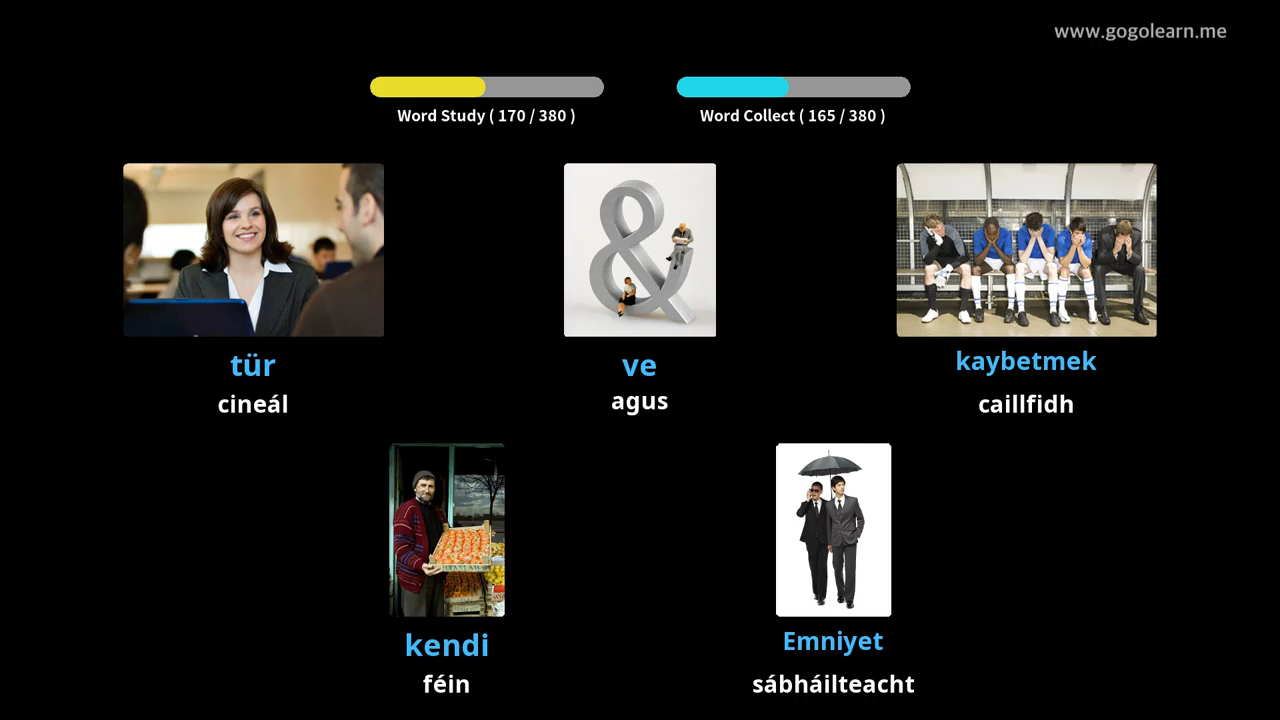 www.gogolearn.me
Word Study ( 170 / 380 )
Word Collect ( 165 / 380 )
tür
cineál
&
ve
agus
kaybetmek
caillfidh
kendi
féin
Emniyet
sábháilteacht